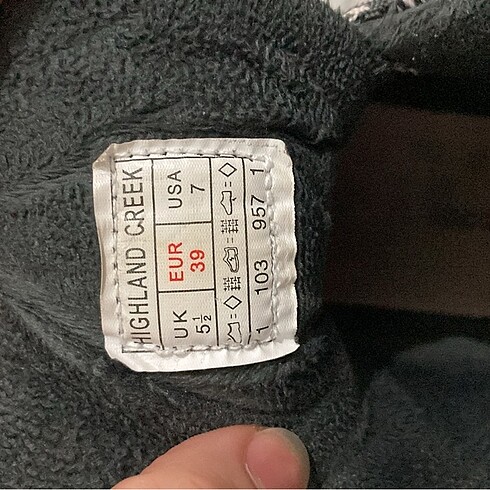 HIGHLAND CREEK
UK EUR USA
5½ 39 7
1 103 957 1